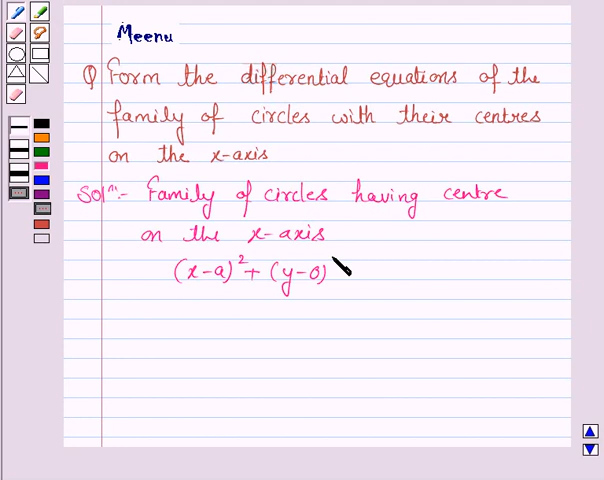 Meenu
Q Form the differential equations of the
family of circles with their centres
on the x-axis
Solⁿ:- Family of circles having centre
on the x-axis
(x-a)² + (y-0)